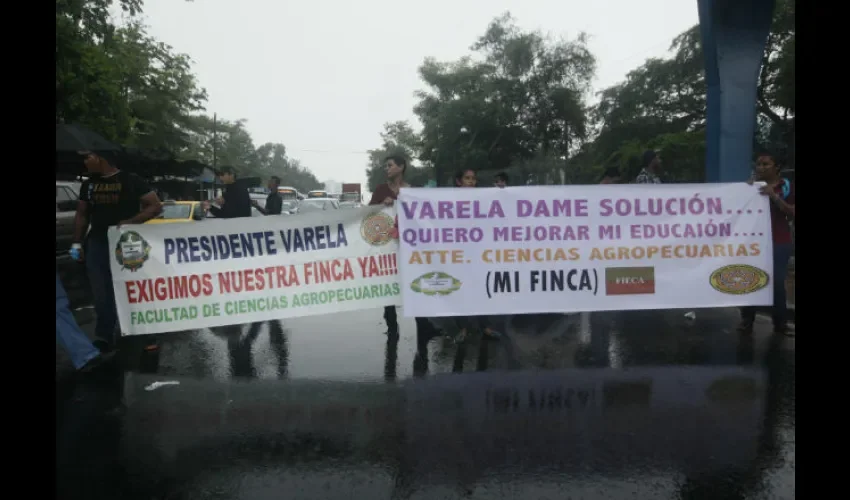 PRESIDENTE VARELA
EXIGIMOS NUESTRA FINCA YA!!!!
FACULTAD DE CIENCIAS AGROPECUARIAS
VARELA DAME SOLUCIÓN....
QUIERO MEJORAR MI EDUCAIÓN....
ATTE. CIENCIAS AGROPECUARIAS
(MI FINCA)